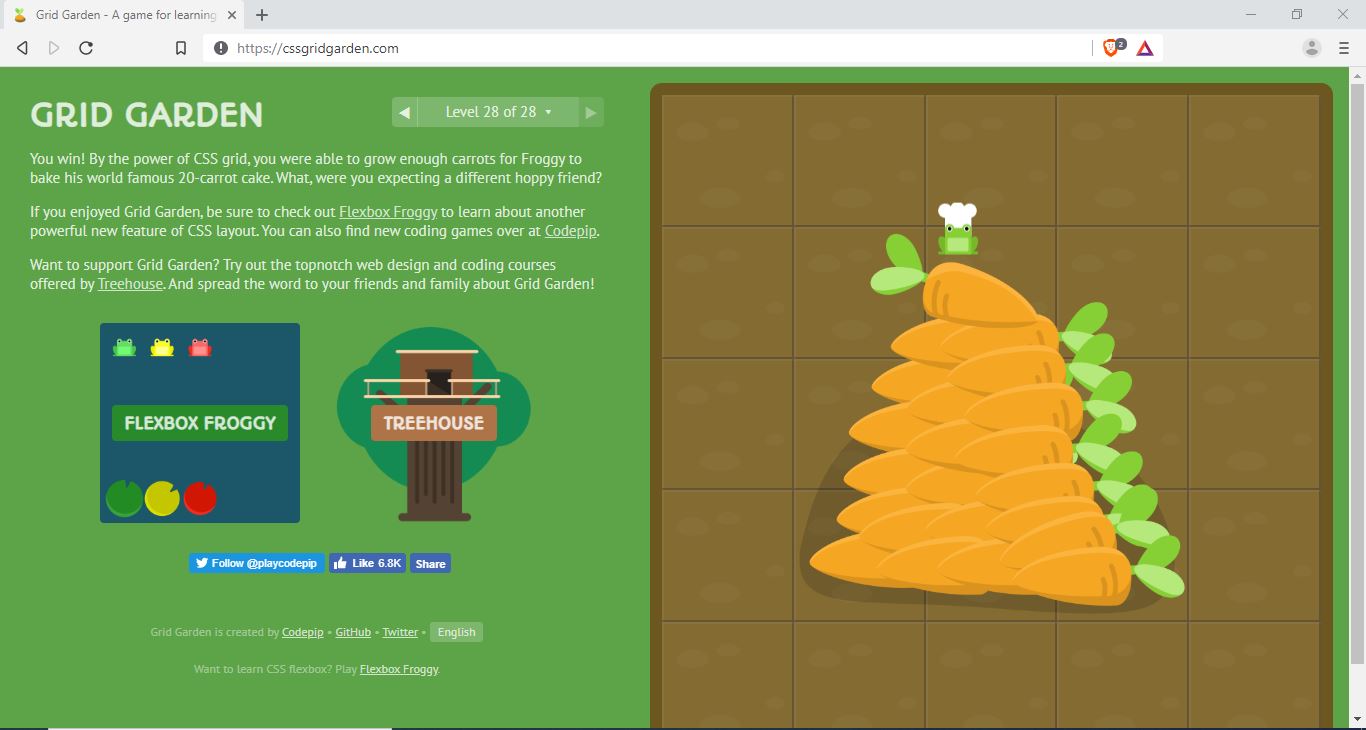 Grid Garden - A game for learning
https://cssgridgarden.com
2
GRID GARDEN
Level 28 of 28
You win! By the power of CSS grid, you were able to grow enough carrots for Froggy to
bake his world famous 20-carrot cake. What, were you expecting a different hoppy friend?
If you enjoyed Grid Garden, be sure to check out Flexbox Froggy to learn about another
powerful new feature of CSS layout. You can also find new coding games over at Codepip.
Want to support Grid Garden? Try out the topnotch web design and coding courses
offered by Treehouse. And spread the word to your friends and family about Grid Garden!
FLEXBOX FROGGY
TREEHOUSE
Follow @playcodepip
Like 6.8K
Share
Grid Garden is created by Codepip • GitHub • Twitter • English
Want to learn CSS flexbox? Play Flexbox Froggy.